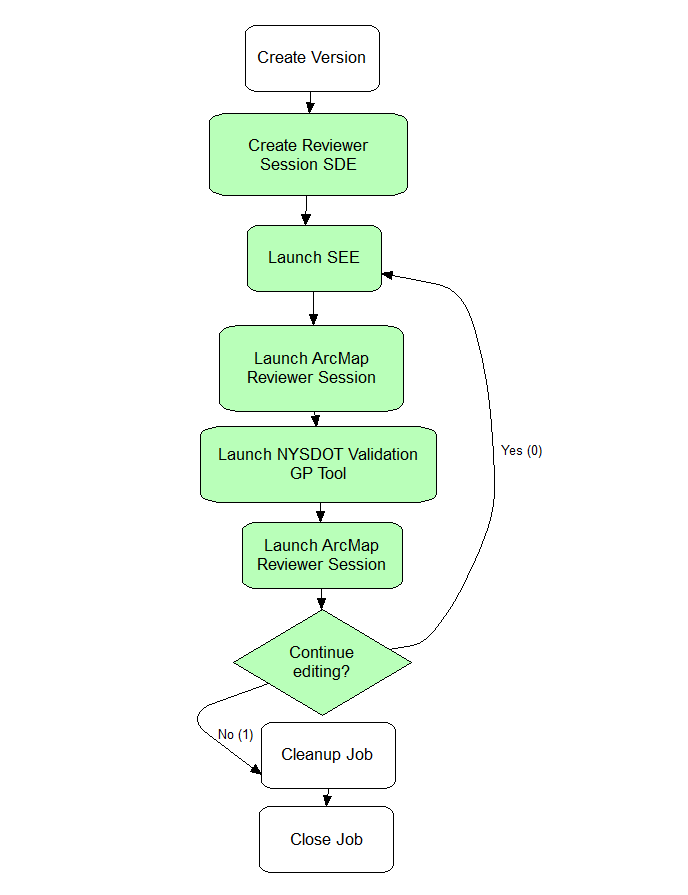 Create Version
Create Reviewer
Session SDE
Launch SEE
Launch ArcMap
Reviewer Session
Launch NYSDOT Validation
GP Tool
Yes (0)
Launch ArcMap
Reviewer Session
Continue
editing?
No (1)
Cleanup Job
Close Job